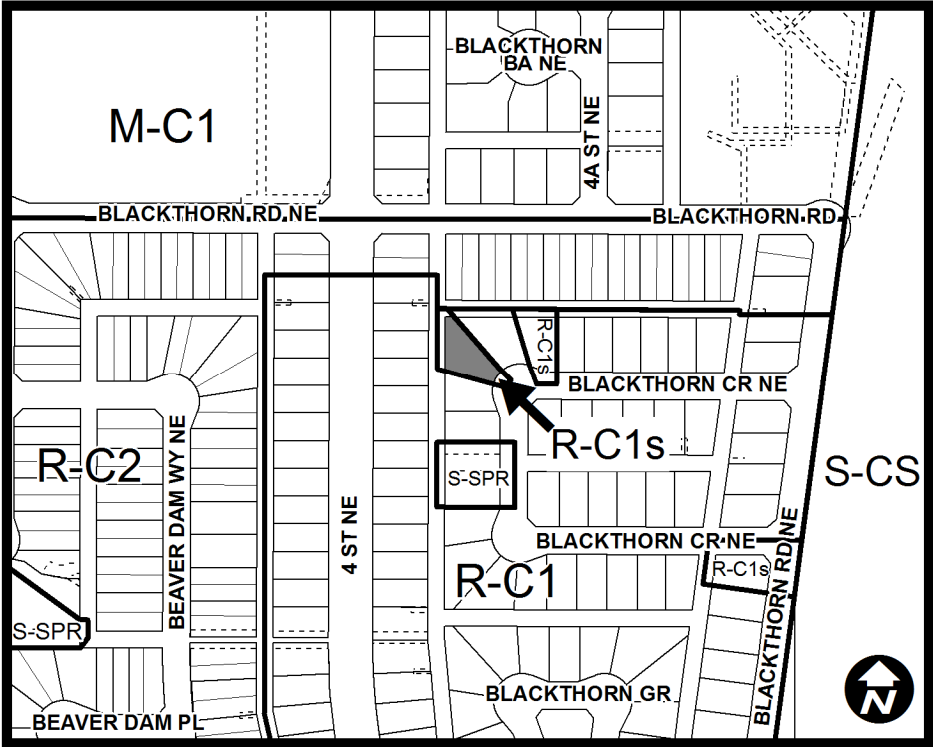 BLACKTHORN
BA NE
M-C1
4A ST NE
BLACKTHORN RD NE
BLACKTHORN RD
R-C1s
BLACKTHORN CR NE
R-C1s
R-C2
BEAVER DAM WY NE
S-SPR
S-CS
4 ST NE
BLACKTHORN CR NE
R-C1
R-C1s
BLACKTHORN RD NE
S-SPR
BLACKTHORN GR
BEAVER DAM PL
N